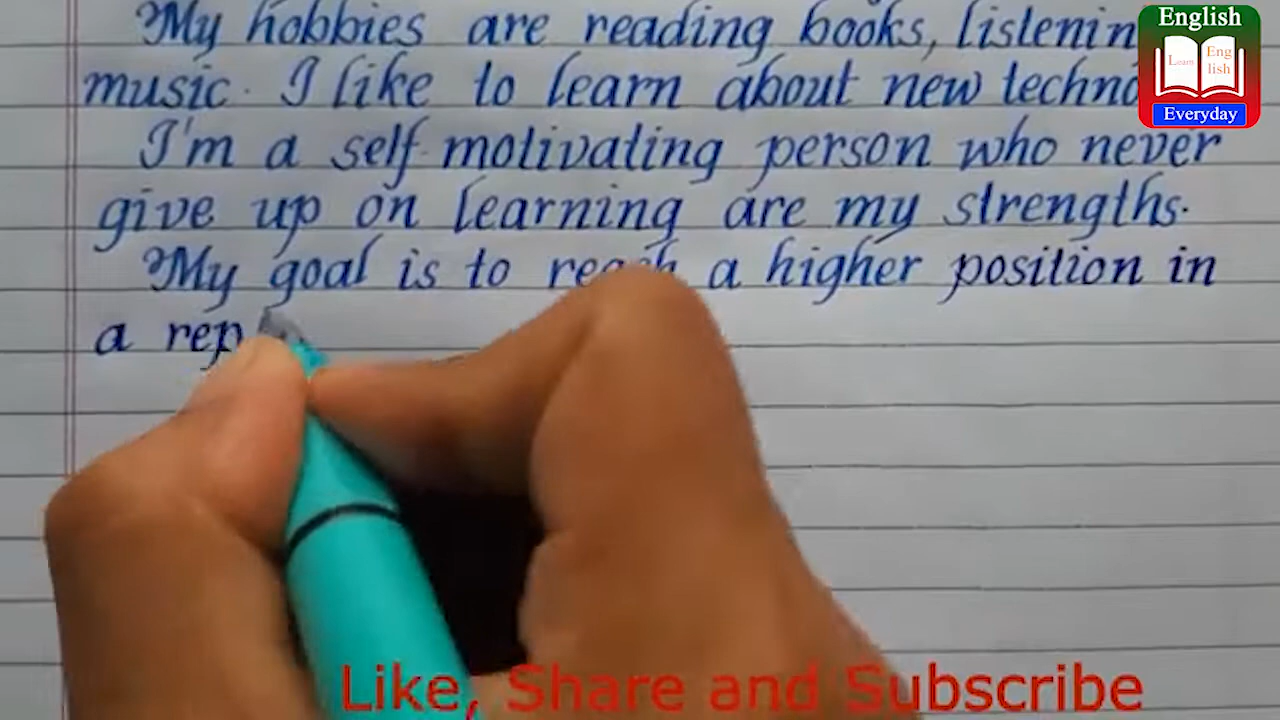 My hobbies are reading books, listenin
music. I like to learn about new techno
I'm a self motivating person who never
give up on learning are my strengths.
My goal is to reach a higher position in
a rep
English
Learn
Eng
lish
Everyday
Like, Share and Subscribe